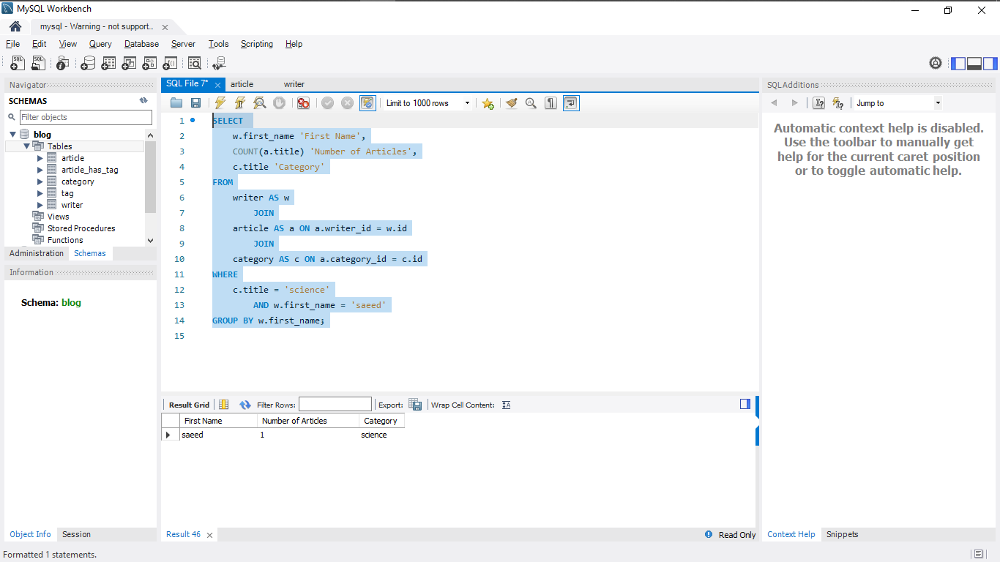 MySQL Workbench
mysql - Warning - not support...
File Edit View Query Database Server Tools Scripting Help
Navigator
SCHEMAS
Filter objects
blog
Tables
article
article_has_tag
category
tag
writer
Views
Stored Procedures
Functions
Administration Schemas
Information
Schema: blog
Object Info Session
SQL File 7* article writer
Limit to 1000 rows
1 SELECT
2 w.first_name 'First Name',
3 COUNT(a.title) 'Number of Articles',
4 c.title 'Category'
5 FROM
6 writer AS w
7 JOIN
8 article AS a ON a.writer_id = w.id
9 JOIN
10 category AS c ON a.category_id = c.id
11 WHERE
12 c.title = 'science'
13 AND w.first_name = 'saeed'
14 GROUP BY w.first_name;
15
Result Grid Filter Rows: Export: Wrap Cell Content:
First Name Number of Articles Category
saeed 1 science
Result 46 Read Only
SQLAdditions
Jump to
Automatic context help is disabled.
Use the toolbar to manually get
help for the current caret position
or to toggle automatic help.
Context Help Snippets
Formatted 1 statements.